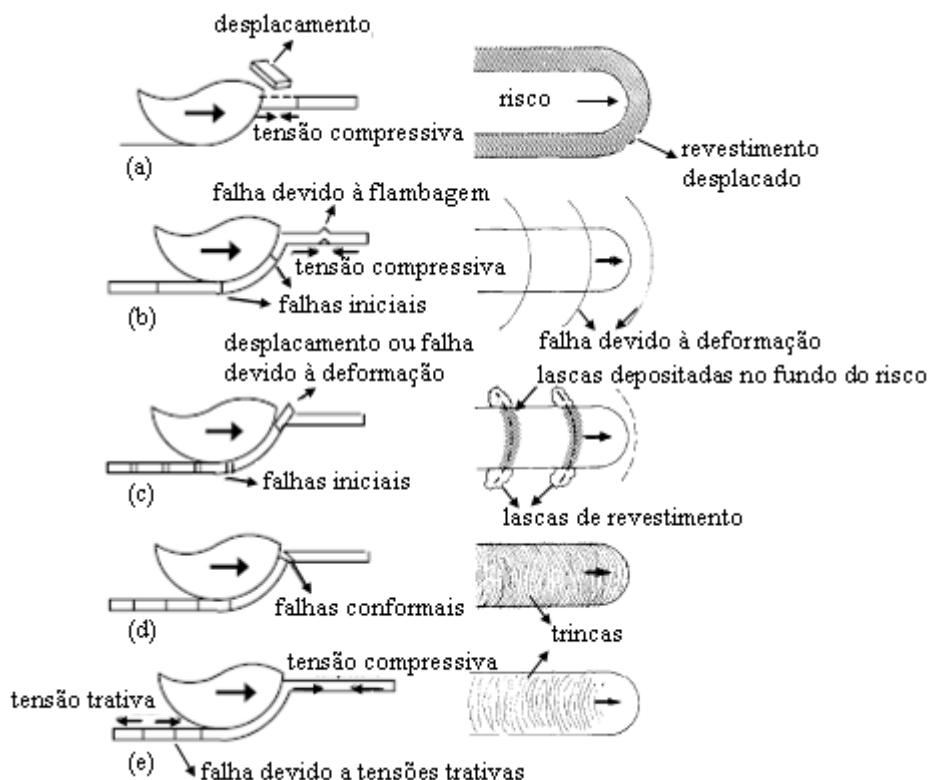 desplacamento
risco
tensão compressiva
(a)
revestimento
desplacado
falha devido à flambagem
tensão compressiva
falhas iniciais
(b)
falha devido à deformação
desplacamento ou falha
devido à deformação
lascas depositadas no fundo do risco
falhas iniciais
(c)
lascas de revestimento
falhas conformais
(d)
trincas
tensão compressiva
tensão trativa
(e)
falha devido a tensões trativas